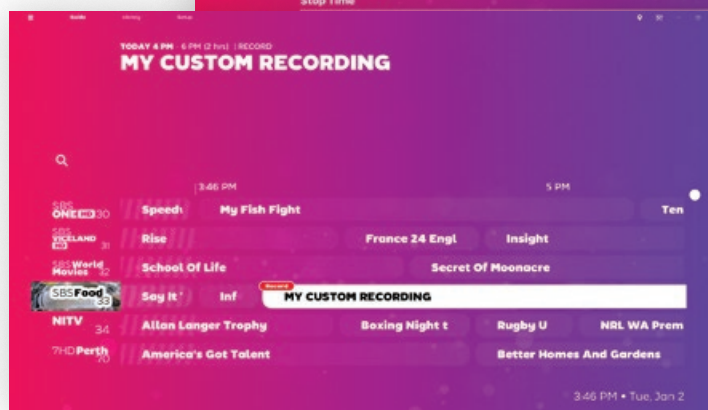 Stop Time
Guide Setup
TODAY 4 PM - 6 PM (2 hrs) | RECORD
MY CUSTOM RECORDING
3:46 PM 5 PM
SBS ONE HD 30 Speed My Fish Fight Ten
SBS VICELAND HD 31 Rise France 24 Engl Insight
SBS World Movies 32 School Of Life Secret Of Moonacre
Record
SBS Food 33 Say It Inf MY CUSTOM RECORDING
NITV 34 Allan Langer Trophy Boxing Night t Rugby U NRL WA Prem
7HD Perth 70 America's Got Talent Better Homes And Gardens
3:46 PM • Tue, Jan 2